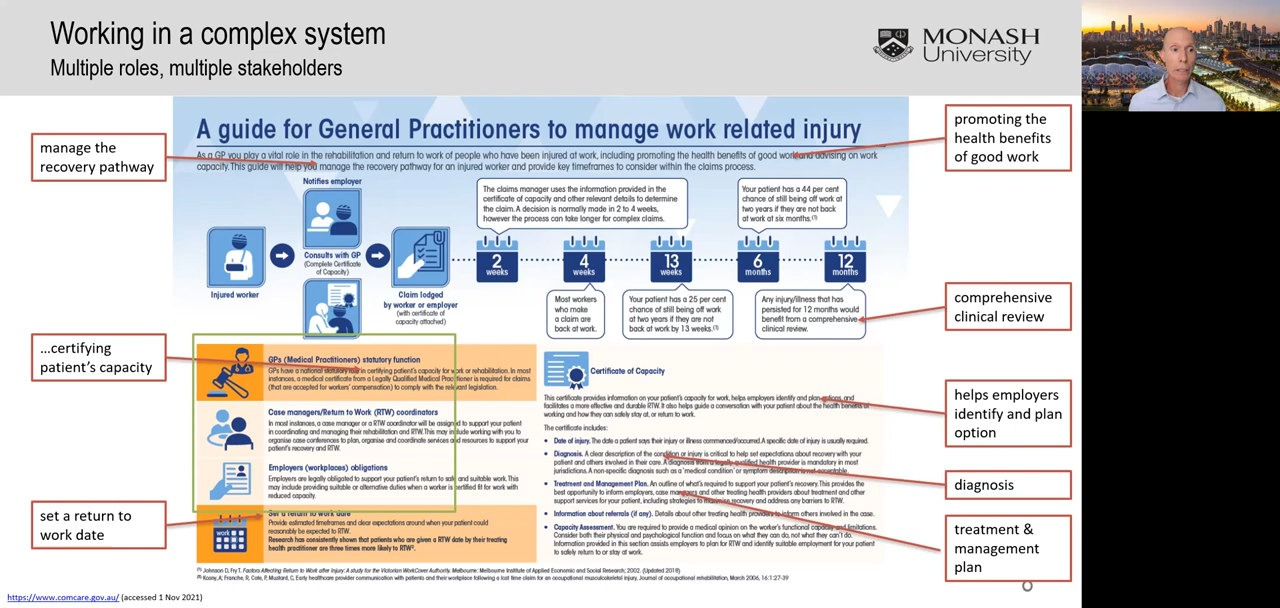 Working in a complex system
Multiple roles, multiple stakeholders
MONASH
University
A guide for General Practitioners to manage work related injury
As a GP you play a vital role in the rehabilitation and return to work of people who have been injured at work, including promoting the health benefits of good work and advising on work
capacity. This guide will help you manage the recovery pathway for an injured worker and provide key timeframes to consider within the claims process.
manage the
recovery pathway
promoting the
health benefits
of good work
Notifies employer
Consults with GP
(Complete Certificate
of Capacity)
Injured worker
Claim lodged
by worker or employer
(with certificate of
capacity attached)
The claims manager uses the information provided in the
certificate of capacity and other relevant details to determine
the claim. A decision is normally made in 2 to 4 weeks,
however the process can take longer for complex claims.
Your patient has a 44 per cent
chance of still being off work at
two years if they are not back
at work at six months.(1)
2
weeks
4
weeks
13
weeks
6
months
12
months
Most workers
who make
a claim are
back at work.
Your patient has a 25 per cent
chance of still being off work
at two years if they are not
back at work by 13 weeks.(1)
Any injury/illness that has
persisted for 12 months would
benefit from a comprehensive
clinical review.
comprehensive
clinical review
...certifying
patient's capacity
GPs (Medical Practitioners) statutory function
GPs have a national statutory role in certifying patient's capacity for work or rehabilitation. In most
instances, a medical certificate from a Legally Qualified Medical Practitioner is required for claims
(that are accepted for workers' compensation) to comply with the relevant legislation.
Case managers/Return to Work (RTW) coordinators
In most instances, a case manager or a RTW coordinator will be assigned to support your patient
in coordinating and managing their rehabilitation and RTW. This may include working with you to
organise case conferences to plan, organise and coordinate services and resources to support your
patient's recovery and RTW.
Employers (workplaces) obligations
Employers are legally obligated to support your patient's return to safe and suitable work. This
may include providing suitable or alternative duties when a worker is certified fit for work with
reduced capacity.
set a return to
work date
work
Set a return to work date
Provide estimated timeframes and clear expectations around when your patient could
reasonably be expected to RTW.
Research has consistently shown that patients who are given a RTW date by their treating
health practitioner are three times more likely to RTW2.
Certificate of Capacity
This certificate provides information on your patient's capacity for work, helps employers identify and plan options, and
facilitates a more effective and durable RTW. It also helps guide a conversation with your patient about the health benefits of
working and how they can safely stay at, or return to work.
The certificate includes:
• Date of injury. The date a patient says their injury or illness commenced/occurred. A specific date of injury is usually required.
• Diagnosis. A clear description of the condition or injury is critical to help set expectations about recovery with your
patient and others involved in their care. A diagnosis from a legally qualified health provider is mandatory in most
jurisdictions. A non-specific diagnosis such as a 'medical condition' or symptom description is not acceptable.
• Treatment and Management Plan. An outline of what is required to support your patient's recovery. This provides the
best opportunity to inform employers, case managers and other treating health providers about treatment and other
support services for your patient, including strategies to maximise recovery and address any barriers to RTW.
• Information about referrals (if any). Details about other treating health providers to inform others involved in the case.
• Capacity Assessment. You are required to provide a medical opinion on the worker's functional capacity and limitations.
Consider both their physical and psychological function and focus on what they can do, not what they can't do.
Information provided in this section assists employers to plan for RTW and identify suitable employment for your patient
to safely return to or stay at work.
helps employers
identify and plan
option
diagnosis
treatment &
management
plan
(1) Johnson D, Fry T. Factors Affecting Return to Work after Injury: A study for the Victorian WorkCover Authority. Melbourne: Melbourne Institute of Applied Economic and Social Research; 2002. (Updated 2018)
https://www.comcare.gov.au/ (accessed 1 Nov 2021)